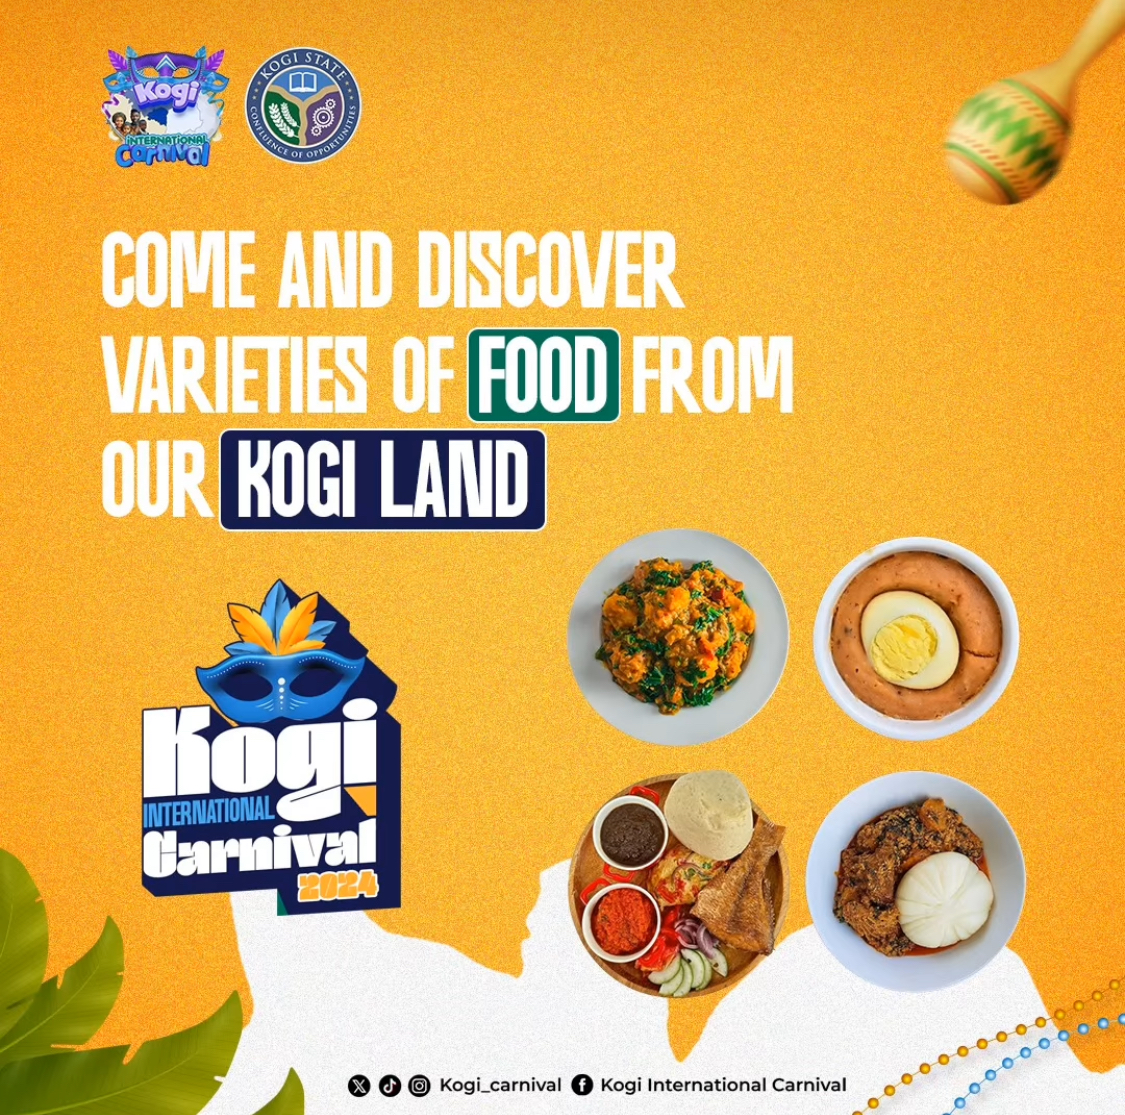 Kogi
INTERNATIONAL
Carnival
KOGI STATE
CONFLUENCE OF OPPORTUNITIES
COME AND DISCOVER
VARIETIES OF FOOD FROM
OUR KOGI LAND
Kogi
INTERNATIONAL
Carnival
2024
Kogi_carnival Kogi International Carnival